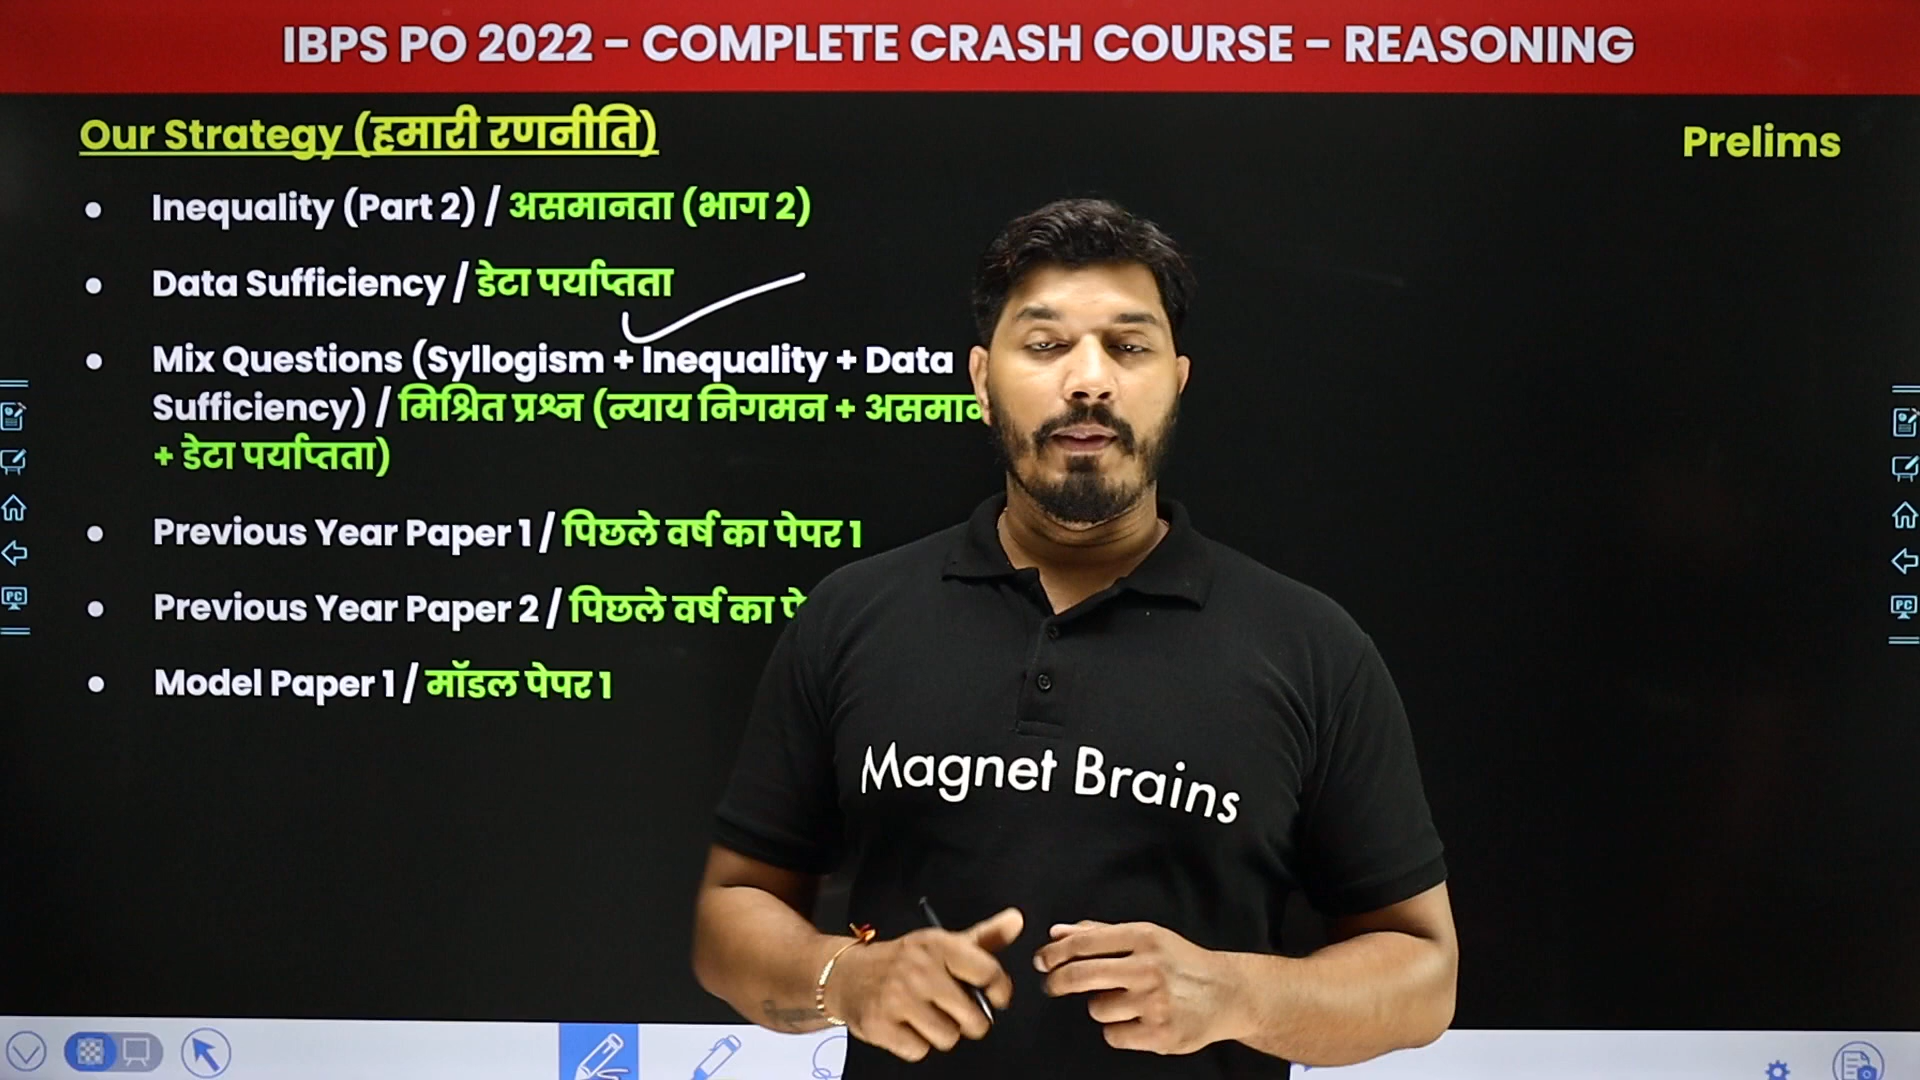 IBPS PO 2022 - COMPLETE CRASH COURSE - REASONING
Our Strategy (हमारी रणनीति)
Prelims
• Inequality (Part 2) / असमानता (भाग 2)
• Data Sufficiency / डेटा पर्याप्तता
• Mix Questions (Syllogism + Inequality + Data
Sufficiency) / मिश्रित प्रश्न (न्याय निगमन +
+ डेटा पर्याप्तता)
• Previous Year Paper 1 / पिछले वर्ष का पेपर 1
• Previous Year Paper 2 / पिछले वर्ष का
• Model Paper 1 / मॉडल पेपर 1
Magnet Brains
PC
PC